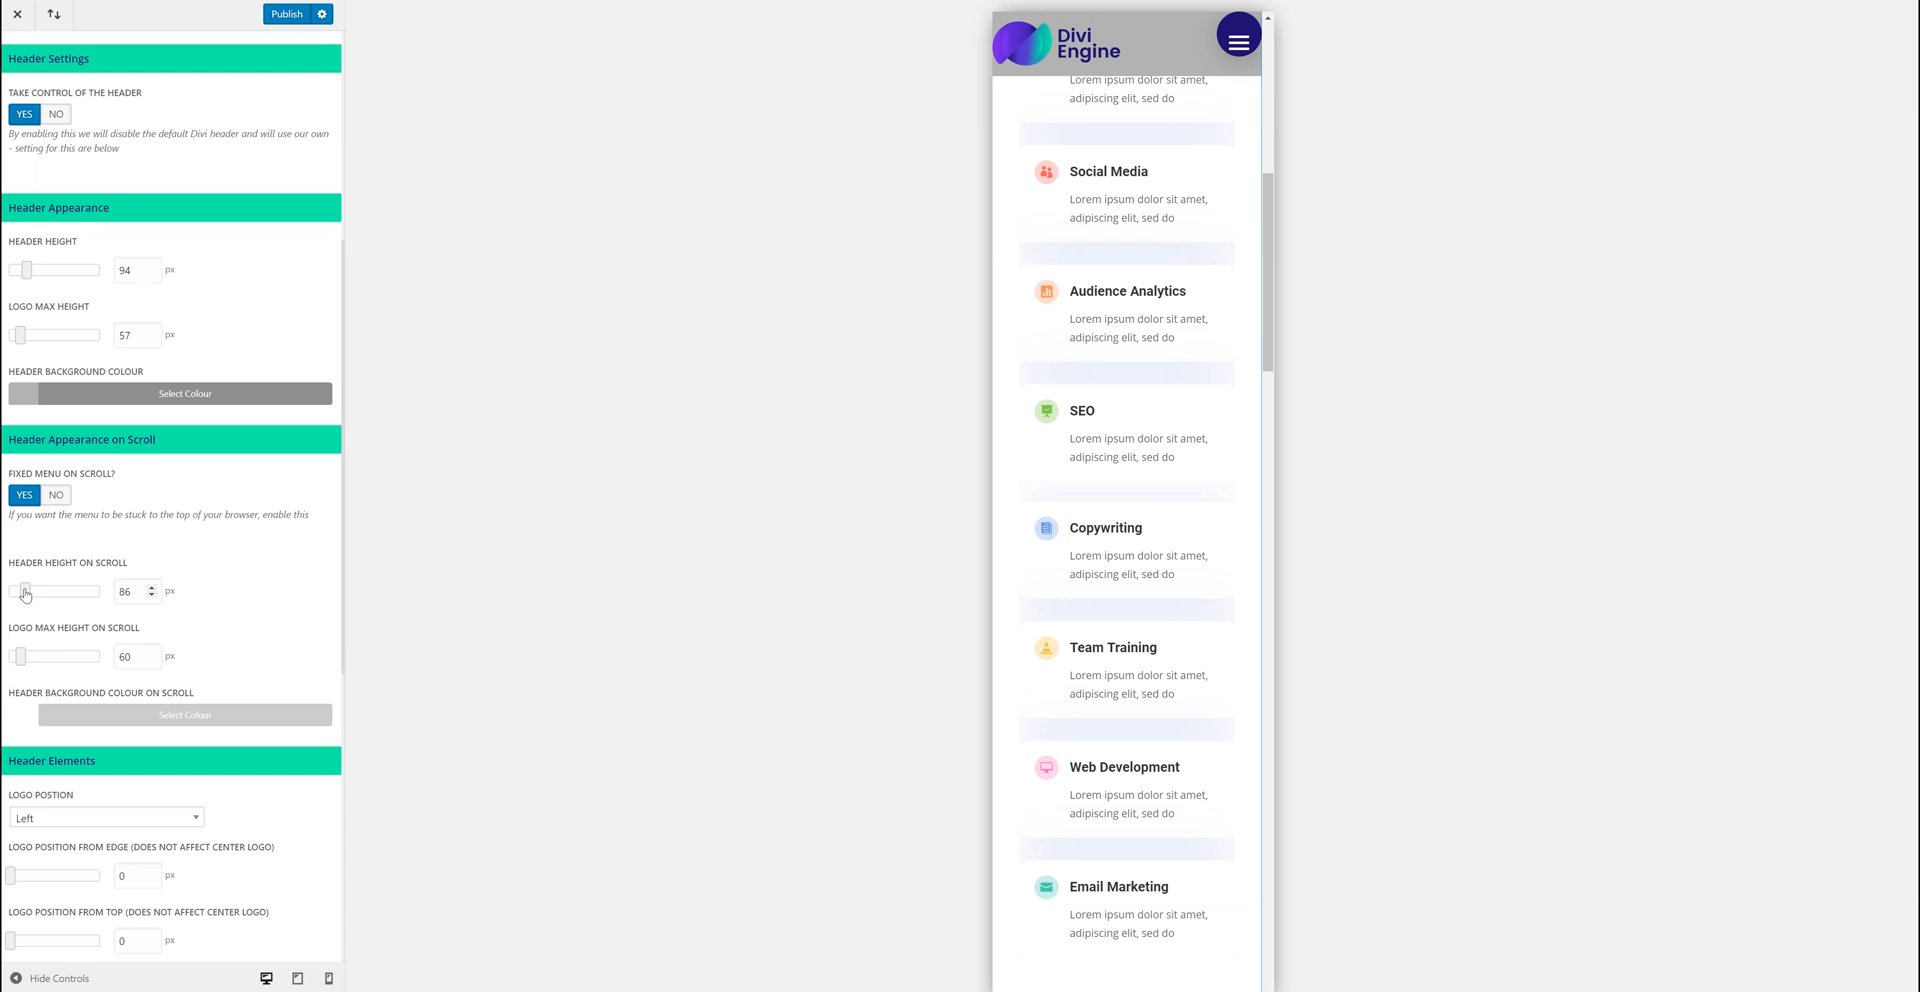 Publish
Header Settings
TAKE CONTROL OF THE HEADER
YES NO
By enabling this we will disable the default Divi header and will use our own
- setting for this are below
Header Appearance
HEADER HEIGHT
94 px
LOGO MAX HEIGHT
57 px
HEADER BACKGROUND COLOUR
Select Colour
Header Appearance on Scroll
FIXED MENU ON SCROLL?
YES NO
If you want the menu to be stuck to the top of your browser, enable this
HEADER HEIGHT ON SCROLL
86 px
LOGO MAX HEIGHT ON SCROLL
60 px
HEADER BACKGROUND COLOUR ON SCROLL
Select Colour
Header Elements
LOGO POSTION
Left
LOGO POSITION FROM EDGE (DOES NOT AFFECT CENTER LOGO)
0 px
LOGO POSITION FROM TOP (DOES NOT AFFECT CENTER LOGO)
0 px
Hide Controls
Divi
Engine
Lorem ipsum dolor sit amet,
adipiscing elit, sed do
Social Media
Lorem ipsum dolor sit amet,
adipiscing elit, sed do
Audience Analytics
Lorem ipsum dolor sit amet,
adipiscing elit, sed do
SEO
Lorem ipsum dolor sit amet,
adipiscing elit, sed do
Copywriting
Lorem ipsum dolor sit amet,
adipiscing elit, sed do
Team Training
Lorem ipsum dolor sit amet,
adipiscing elit, sed do
Web Development
Lorem ipsum dolor sit amet,
adipiscing elit, sed do
Email Marketing
Lorem ipsum dolor sit amet,
adipiscing elit, sed do